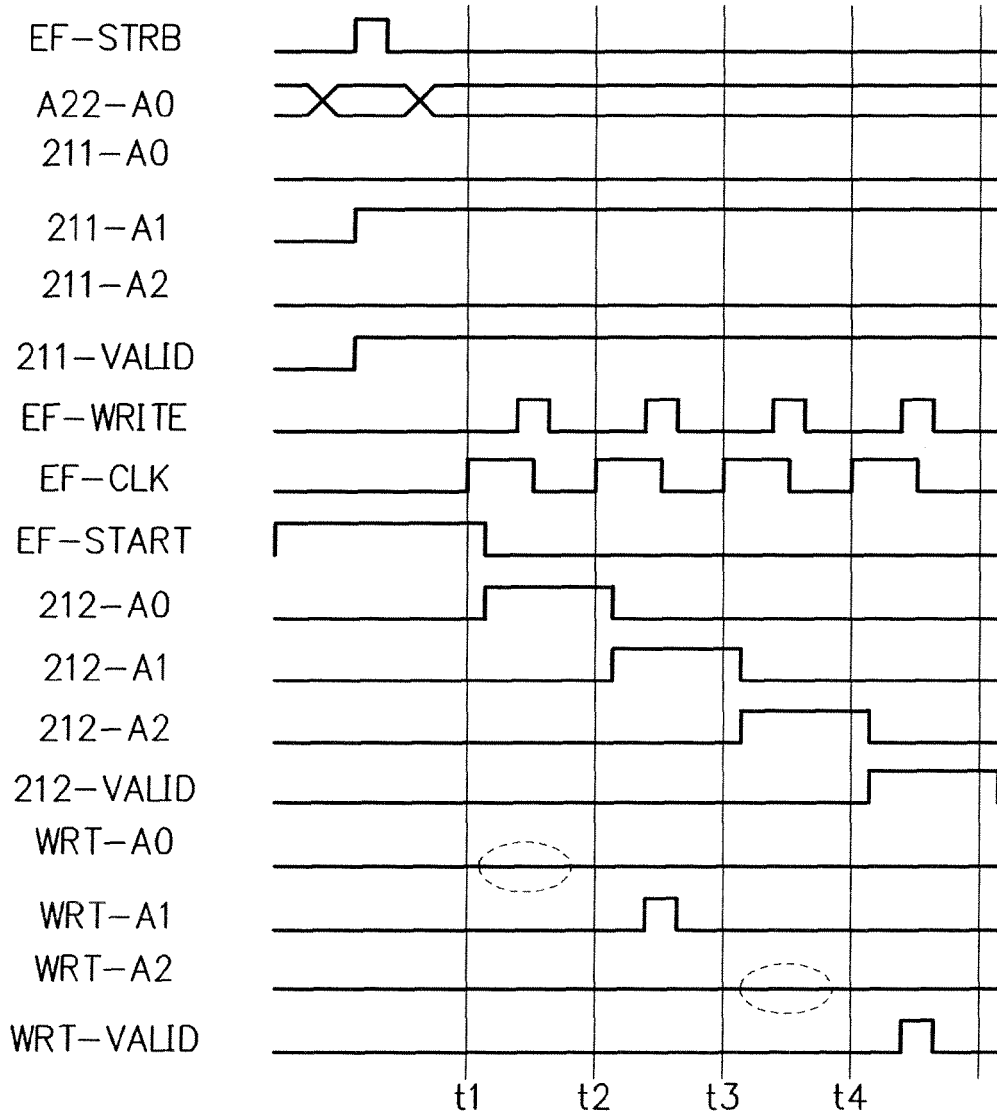 EF-STRB
A22-A0
211-A0
211-A1
211-A2
211-VALID
EF-WRITE
EF-CLK
EF-START
212-A0
212-A1
212-A2
212-VALID
WRT-A0
WRT-A1
WRT-A2
WRT-VALID
t1 t2 t3 t4